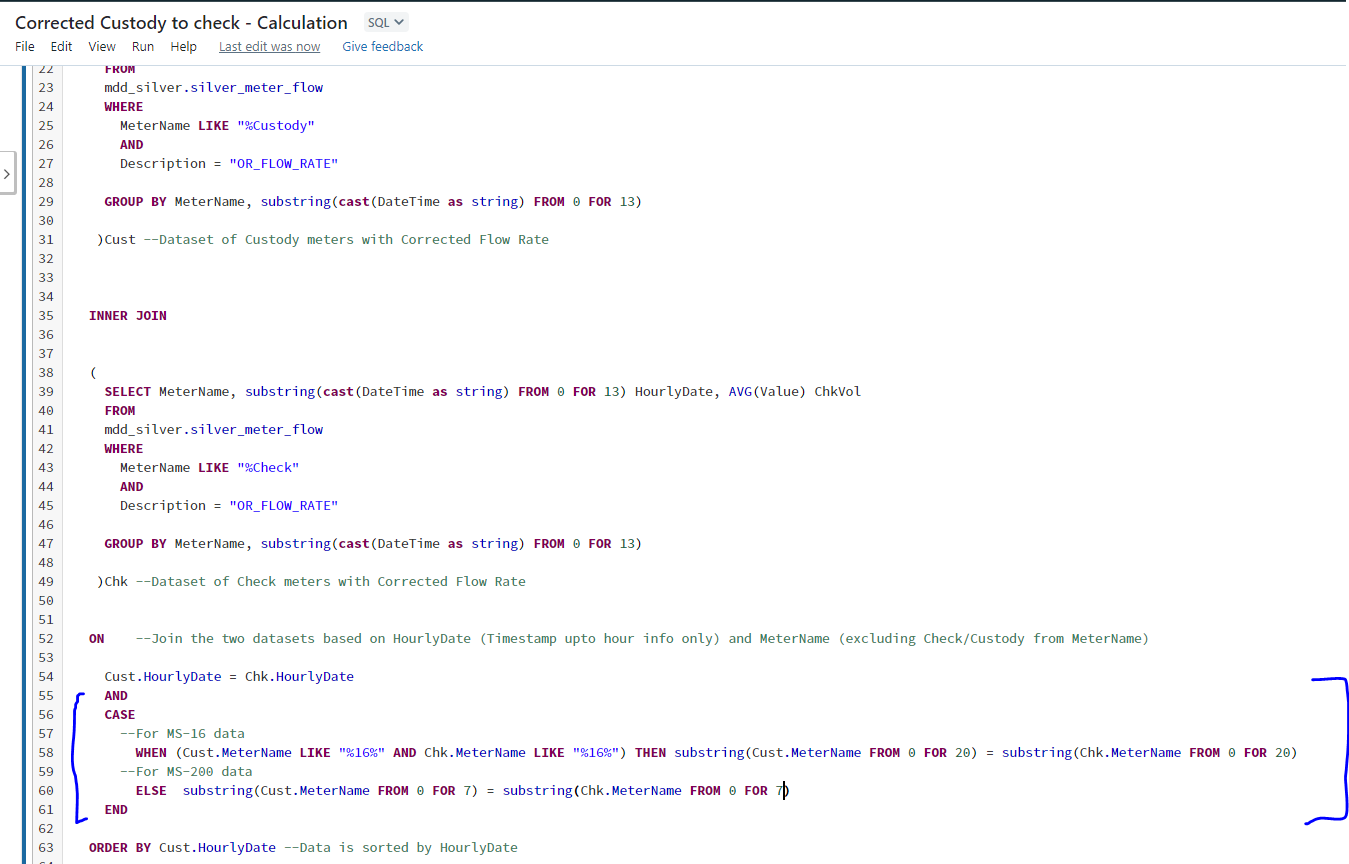 Corrected Custody to check - Calculation SQL
File Edit View Run Help Last edit was now Give feedback
22 FROM
23 mdd_silver.silver_meter_flow
24 WHERE
25 MeterName LIKE "%Custody"
26 AND
27 Description = "OR_FLOW_RATE"
28
29 GROUP BY MeterName, substring(cast(DateTime as string) FROM 0 FOR 13)
30
31 )Cust --Dataset of Custody meters with Corrected Flow Rate
32
33
34
35 INNER JOIN
36
37
38 (
39 SELECT MeterName, substring(cast(DateTime as string) FROM 0 FOR 13) HourlyDate, AVG(Value) ChkVol
40 FROM
41 mdd_silver.silver_meter_flow
42 WHERE
43 MeterName LIKE "%Check"
44 AND
45 Description = "OR_FLOW_RATE"
46
47 GROUP BY MeterName, substring(cast(DateTime as string) FROM 0 FOR 13)
48
49 )Chk --Dataset of Check meters with Corrected Flow Rate
50
51
52 ON --Join the two datasets based on HourlyDate (Timestamp upto hour info only) and MeterName (excluding Check/Custody from MeterName)
53
54 Cust.HourlyDate = Chk.HourlyDate
55 AND
56 CASE
57 --For MS-16 data
58 WHEN (Cust.MeterName LIKE "%16%" AND Chk.MeterName LIKE "%16%") THEN substring(Cust.MeterName FROM 0 FOR 20) = substring(Chk.MeterName FROM 0 FOR 20)
59 --For MS-200 data
60 ELSE substring(Cust.MeterName FROM 0 FOR 7) = substring(Chk.MeterName FROM 0 FOR 7)
61 END
62
63 ORDER BY Cust.HourlyDate --Data is sorted by HourlyDate